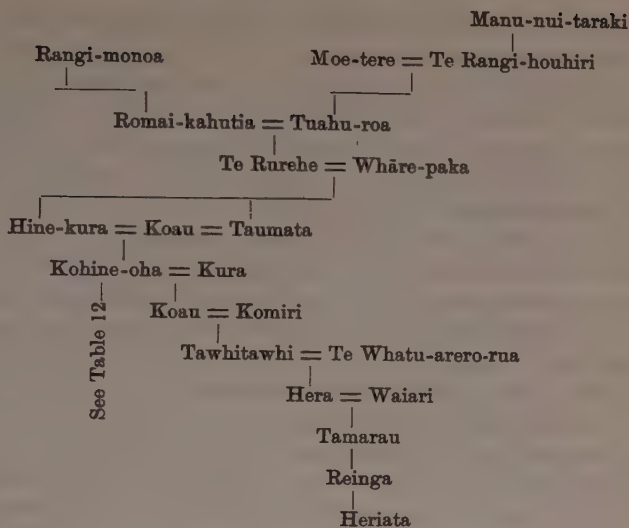 Manu-nui-taraki
Rangi-monoa Moe-tere = Te Rangi-houhiri
Romai-kahutia = Tuahu-roa
Te Rurehe = Whāre-paka
Hine-kura = Koau = Taumata
Kohine-oha = Kura
See Table 12—
Koau = Komiri
Tawhitawhi = Te Whatu-arero-rua
Hera = Waiari
Tamarau
Reinga
Heriata